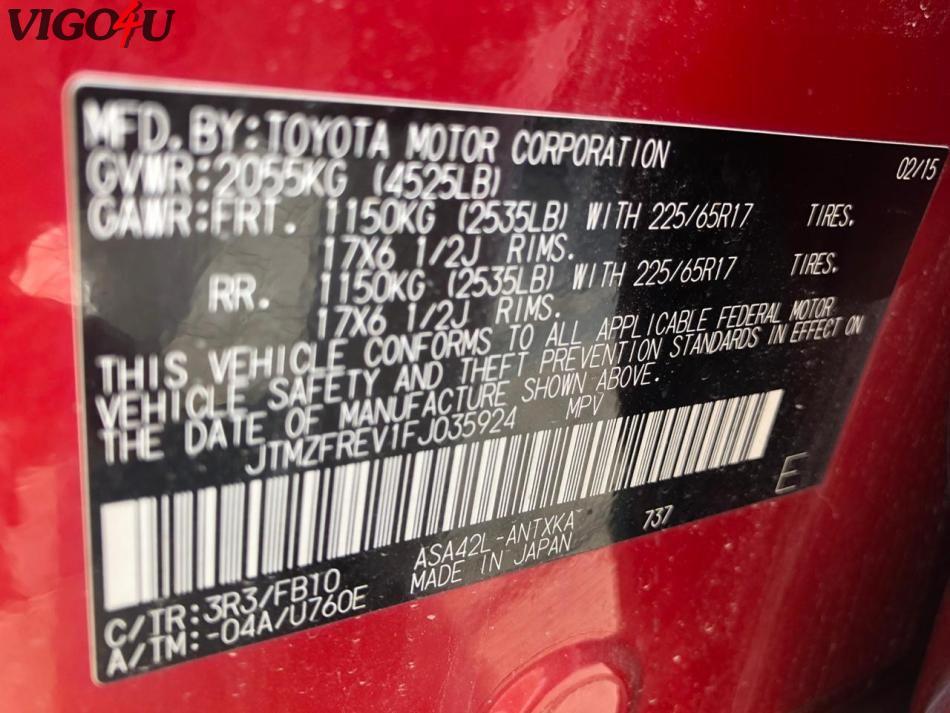 VIGO4U
MFD.BY:TOYOTA MOTOR CORPORATION 02/15
GVWR:2055KG (4525LB)
GAWR:FRT. 1150KG (2535LB) WITH 225/65R17 TIRES.
17X6 1/2J RIMS.
RR. 1150KG (2535LB) WITH 225/65R17 TIRES.
17X6 1/2J RIMS.
THIS VEHICLE CONFORMS TO ALL APPLICABLE FEDERAL MOTOR
VEHICLE SAFETY AND THEFT PREVENTION STANDARDS IN EFFECT ON
THE DATE OF MANUFACTURE SHOWN ABOVE.
JTMZFREV1FJ035924 MPV
E
ASA42L-ANTXKA 737
MADE IN JAPAN
C/TR:3R3/FB10
A/TM:-04A/U760E